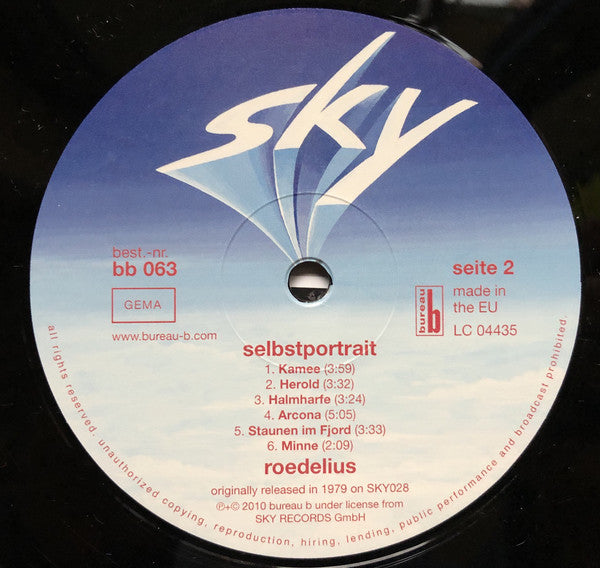 sky
best.-nr.
bb 063
GEMA
www.bureau-b.com
seite 2
bureau b
made in
the EU
LC 04435
selbstportrait
1. Kamee (3:59)
2. Herold (3:32)
3. Halmharfe (3:24)
4. Arcona (5:05)
5. Staunen im Fjord (3:33)
6. Minne (2:09)
roedelius
originally released in 1979 on SKY028
℗+© 2010 bureau b under license from
SKY RECORDS GmbH
all rights reserved. unauthorized copying, reproduction, hiring, lending, public performance and broadcast prohibited.